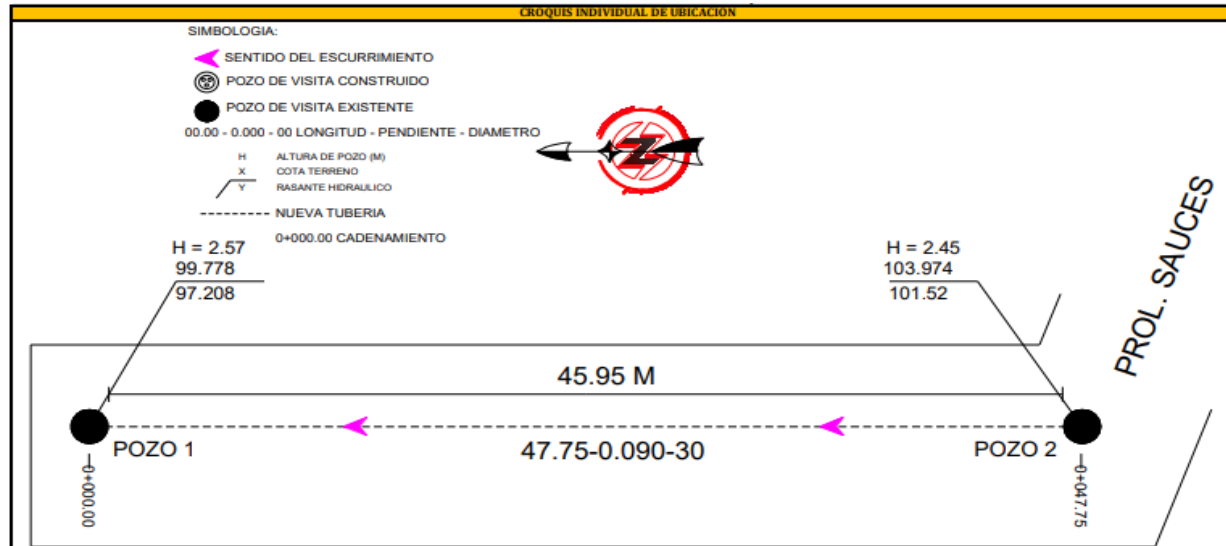 CROQUIS INDIVIDUAL DE UBICACIÓN
SIMBOLOGIA:
SENTIDO DEL ESCURRIMIENTO
POZO DE VISITA CONSTRUIDO
POZO DE VISITA EXISTENTE
00.00 - 0.000 - 00 LONGITUD - PENDIENTE - DIAMETRO
H ALTURA DE POZO (M)
X COTA TERRENO
Y RASANTE HIDRAULICO
NUEVA TUBERIA
0+000.00 CADENAMIENTO
H = 2.57
99.778
97.208
H = 2.45
103.974
101.52
PROL. SAUCES
45.95 M
POZO 1
47.75-0.090-30
POZO 2
0+000.00
0+047.75